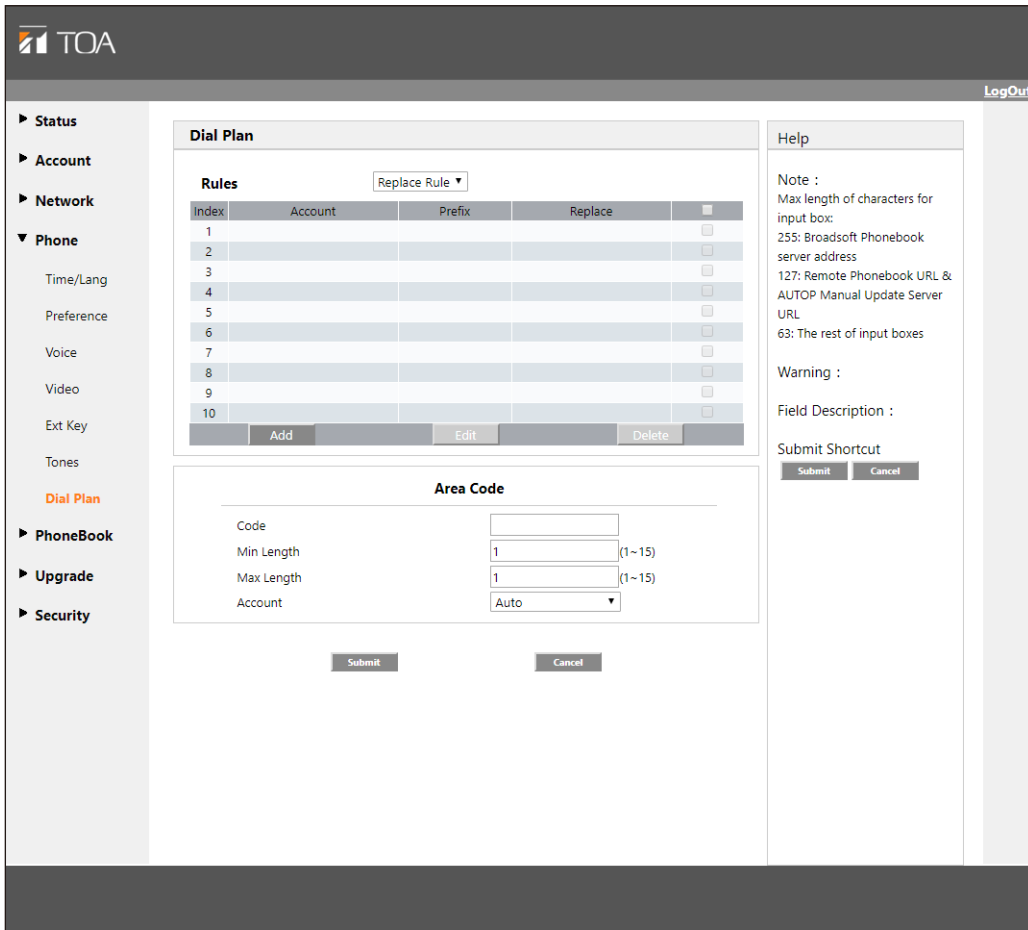 TOA
LogOut
Status
Account
Network
Phone
Time/Lang
Preference
Voice
Video
Ext Key
Tones
Dial Plan
PhoneBook
Upgrade
Security
Dial Plan
Rules Replace Rule
Index Account Prefix Replace
1
2
3
4
5
6
7
8
9
10
Add Edit Delete
Area Code
Code
Min Length 1 (1~15)
Max Length 1 (1~15)
Account Auto
Submit Cancel
Help
Note :
Max length of characters for
input box:
255: Broadsoft Phonebook
server address
127: Remote Phonebook URL &
AUTOP Manual Update Server
URL
63: The rest of input boxes
Warning :
Field Description :
Submit Shortcut
Submit Cancel